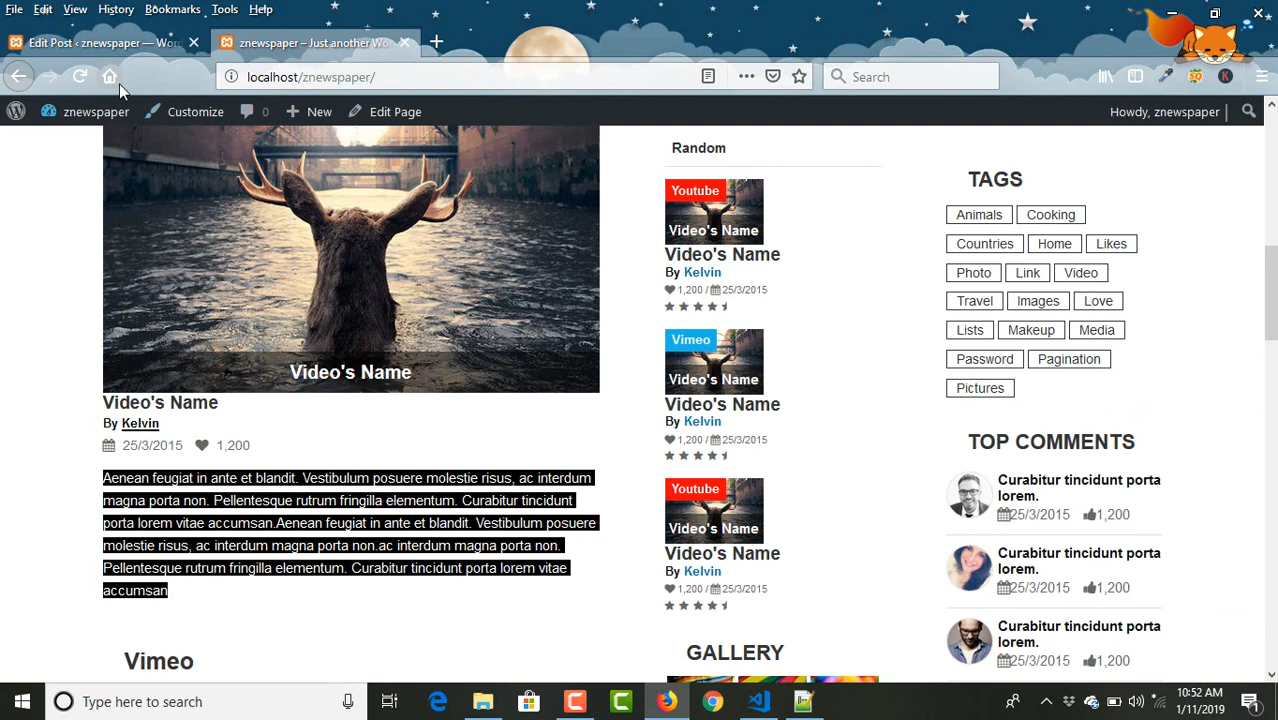 File Edit View History Bookmarks Tools Help
Edit Post ‹ znewspaper — Wor
znewspaper – Just another Wor
localhost/znewspaper/
Search
znewspaper Customize 0 New Edit Page Howdy, znewspaper
Video's Name
Video's Name
By Kelvin
25/3/2015 1,200
Aenean feugiat in ante et blandit. Vestibulum posuere molestie risus, ac interdum
magna porta non. Pellentesque rutrum fringilla elementum. Curabitur tincidunt
porta lorem vitae accumsan.Aenean feugiat in ante et blandit. Vestibulum posuere
molestie risus, ac interdum magna porta non.ac interdum magna porta non.
Pellentesque rutrum fringilla elementum. Curabitur tincidunt porta lorem vitae
accumsan
Vimeo
Random
Youtube
Video's Name
Video's Name
By Kelvin
1,200 / 25/3/2015
Vimeo
Video's Name
Video's Name
By Kelvin
1,200 / 25/3/2015
Youtube
Video's Name
Video's Name
By Kelvin
1,200 / 25/3/2015
GALLERY
TAGS
Animals Cooking
Countries Home Likes
Photo Link Video
Travel Images Love
Lists Makeup Media
Password Pagination
Pictures
TOP COMMENTS
Curabitur tincidunt porta
lorem.
25/3/2015 1,200
Curabitur tincidunt porta
lorem.
25/3/2015 1,200
Curabitur tincidunt porta
lorem.
25/3/2015 1,200
Type here to search
10:52 AM
1/11/2019